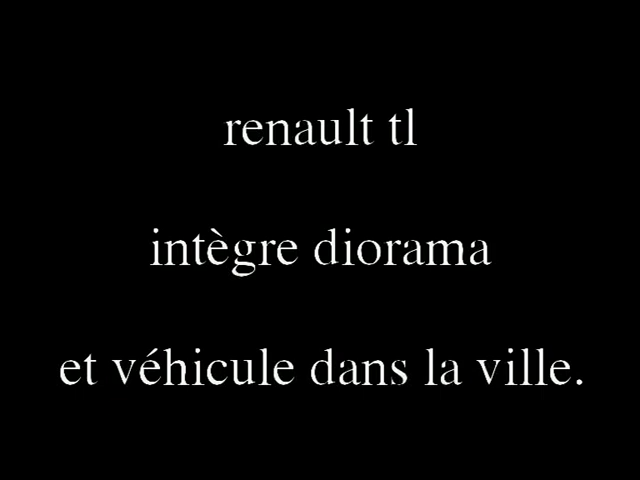 renault tl
intègre diorama
et véhicule dans la ville.